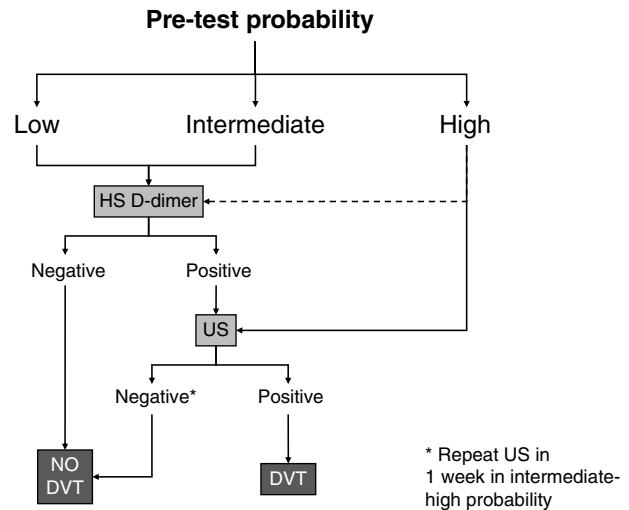 Pre-test probability
Low
Intermediate
High
HS D-dimer
Negative
Positive
US
Negative*
Positive
NO
DVT
DVT
* Repeat US in
1 week in intermediate-
high probability